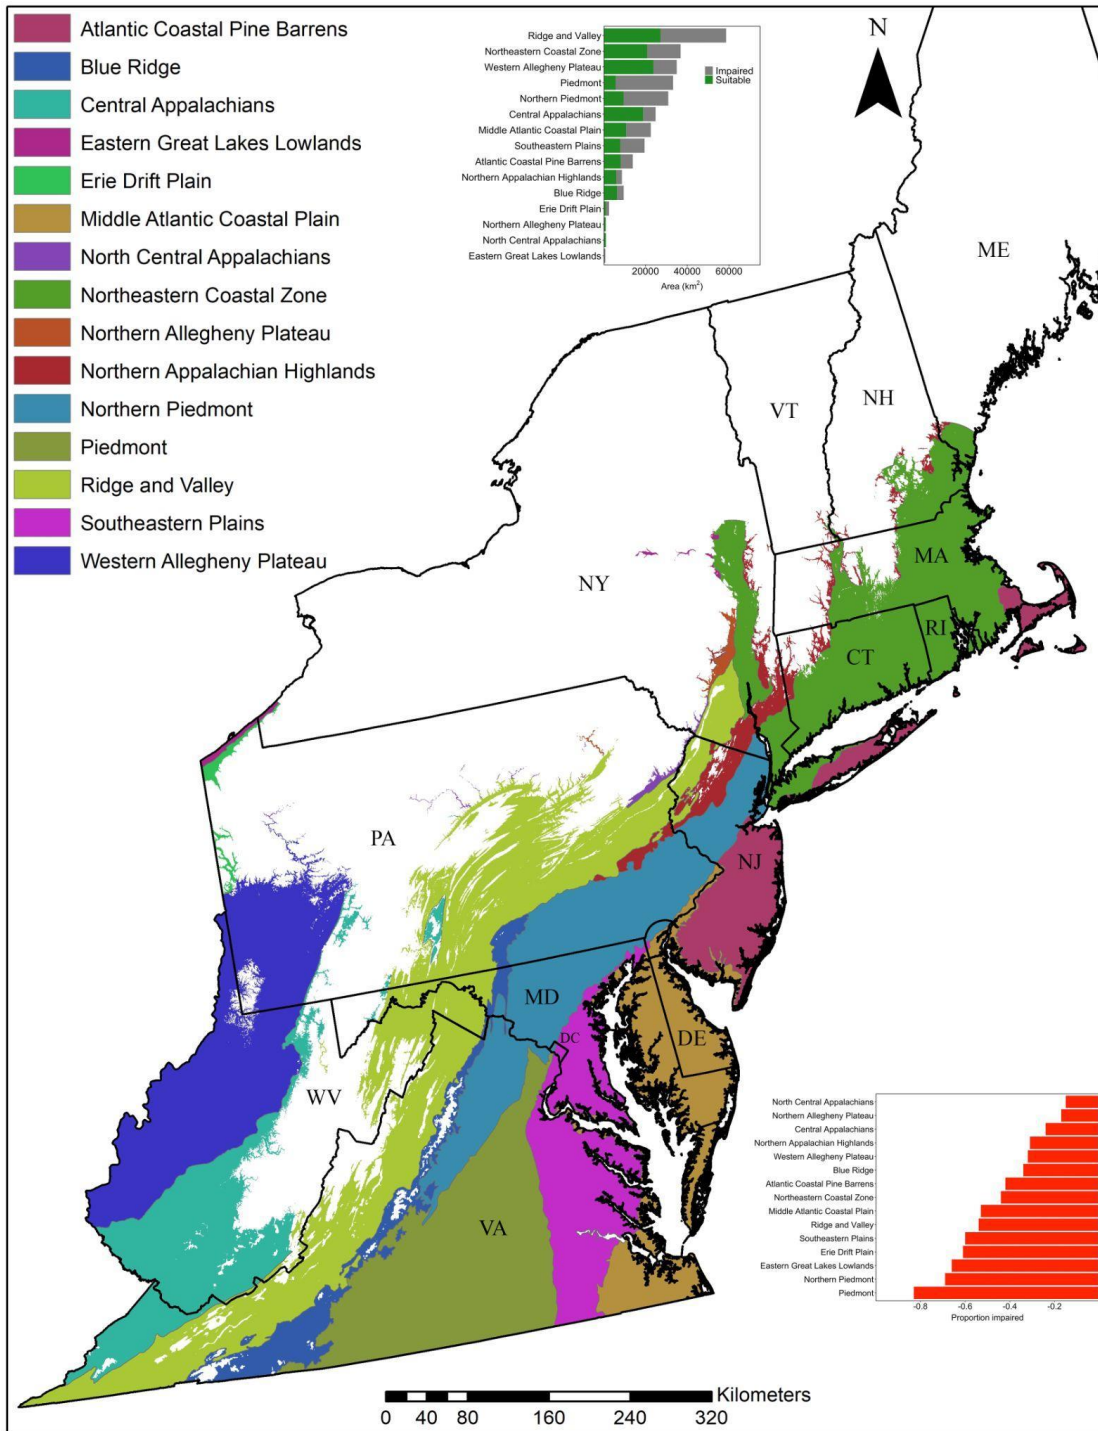 Atlantic Coastal Pine Barrens
Blue Ridge
Central Appalachians
Eastern Great Lakes Lowlands
Erie Drift Plain
Middle Atlantic Coastal Plain
North Central Appalachians
Northeastern Coastal Zone
Northern Allegheny Plateau
Northern Appalachian Highlands
Northern Piedmont
Piedmont
Ridge and Valley
Southeastern Plains
Western Allegheny Plateau
Ridge and Valley
Northeastern Coastal Zone
Western Allegheny Plateau
Piedmont
Northern Piedmont
Central Appalachians
Middle Atlantic Coastal Plain
Southeastern Plains
Atlantic Coastal Pine Barrens
Northern Appalachian Highlands
Blue Ridge
Erie Drift Plain
Northern Allegheny Plateau
North Central Appalachians
Eastern Great Lakes Lowlands
20000 40000 60000
Area (km²)
Impaired
Suitable
N
ME
VT
NH
NY
MA
RI
CT
PA
NJ
MD
DE
DC
WV
VA
North Central Appalachians
Northern Allegheny Plateau
Central Appalachians
Northern Appalachian Highlands
Western Allegheny Plateau
Blue Ridge
Atlantic Coastal Pine Barrens
Northeastern Coastal Zone
Middle Atlantic Coastal Plain
Ridge and Valley
Southeastern Plains
Erie Drift Plain
Eastern Great Lakes Lowlands
Northern Piedmont
Piedmont
-0.8 -0.6 -0.4 -0.2
Proportion impaired
Kilometers
0 40 80 160 240 320